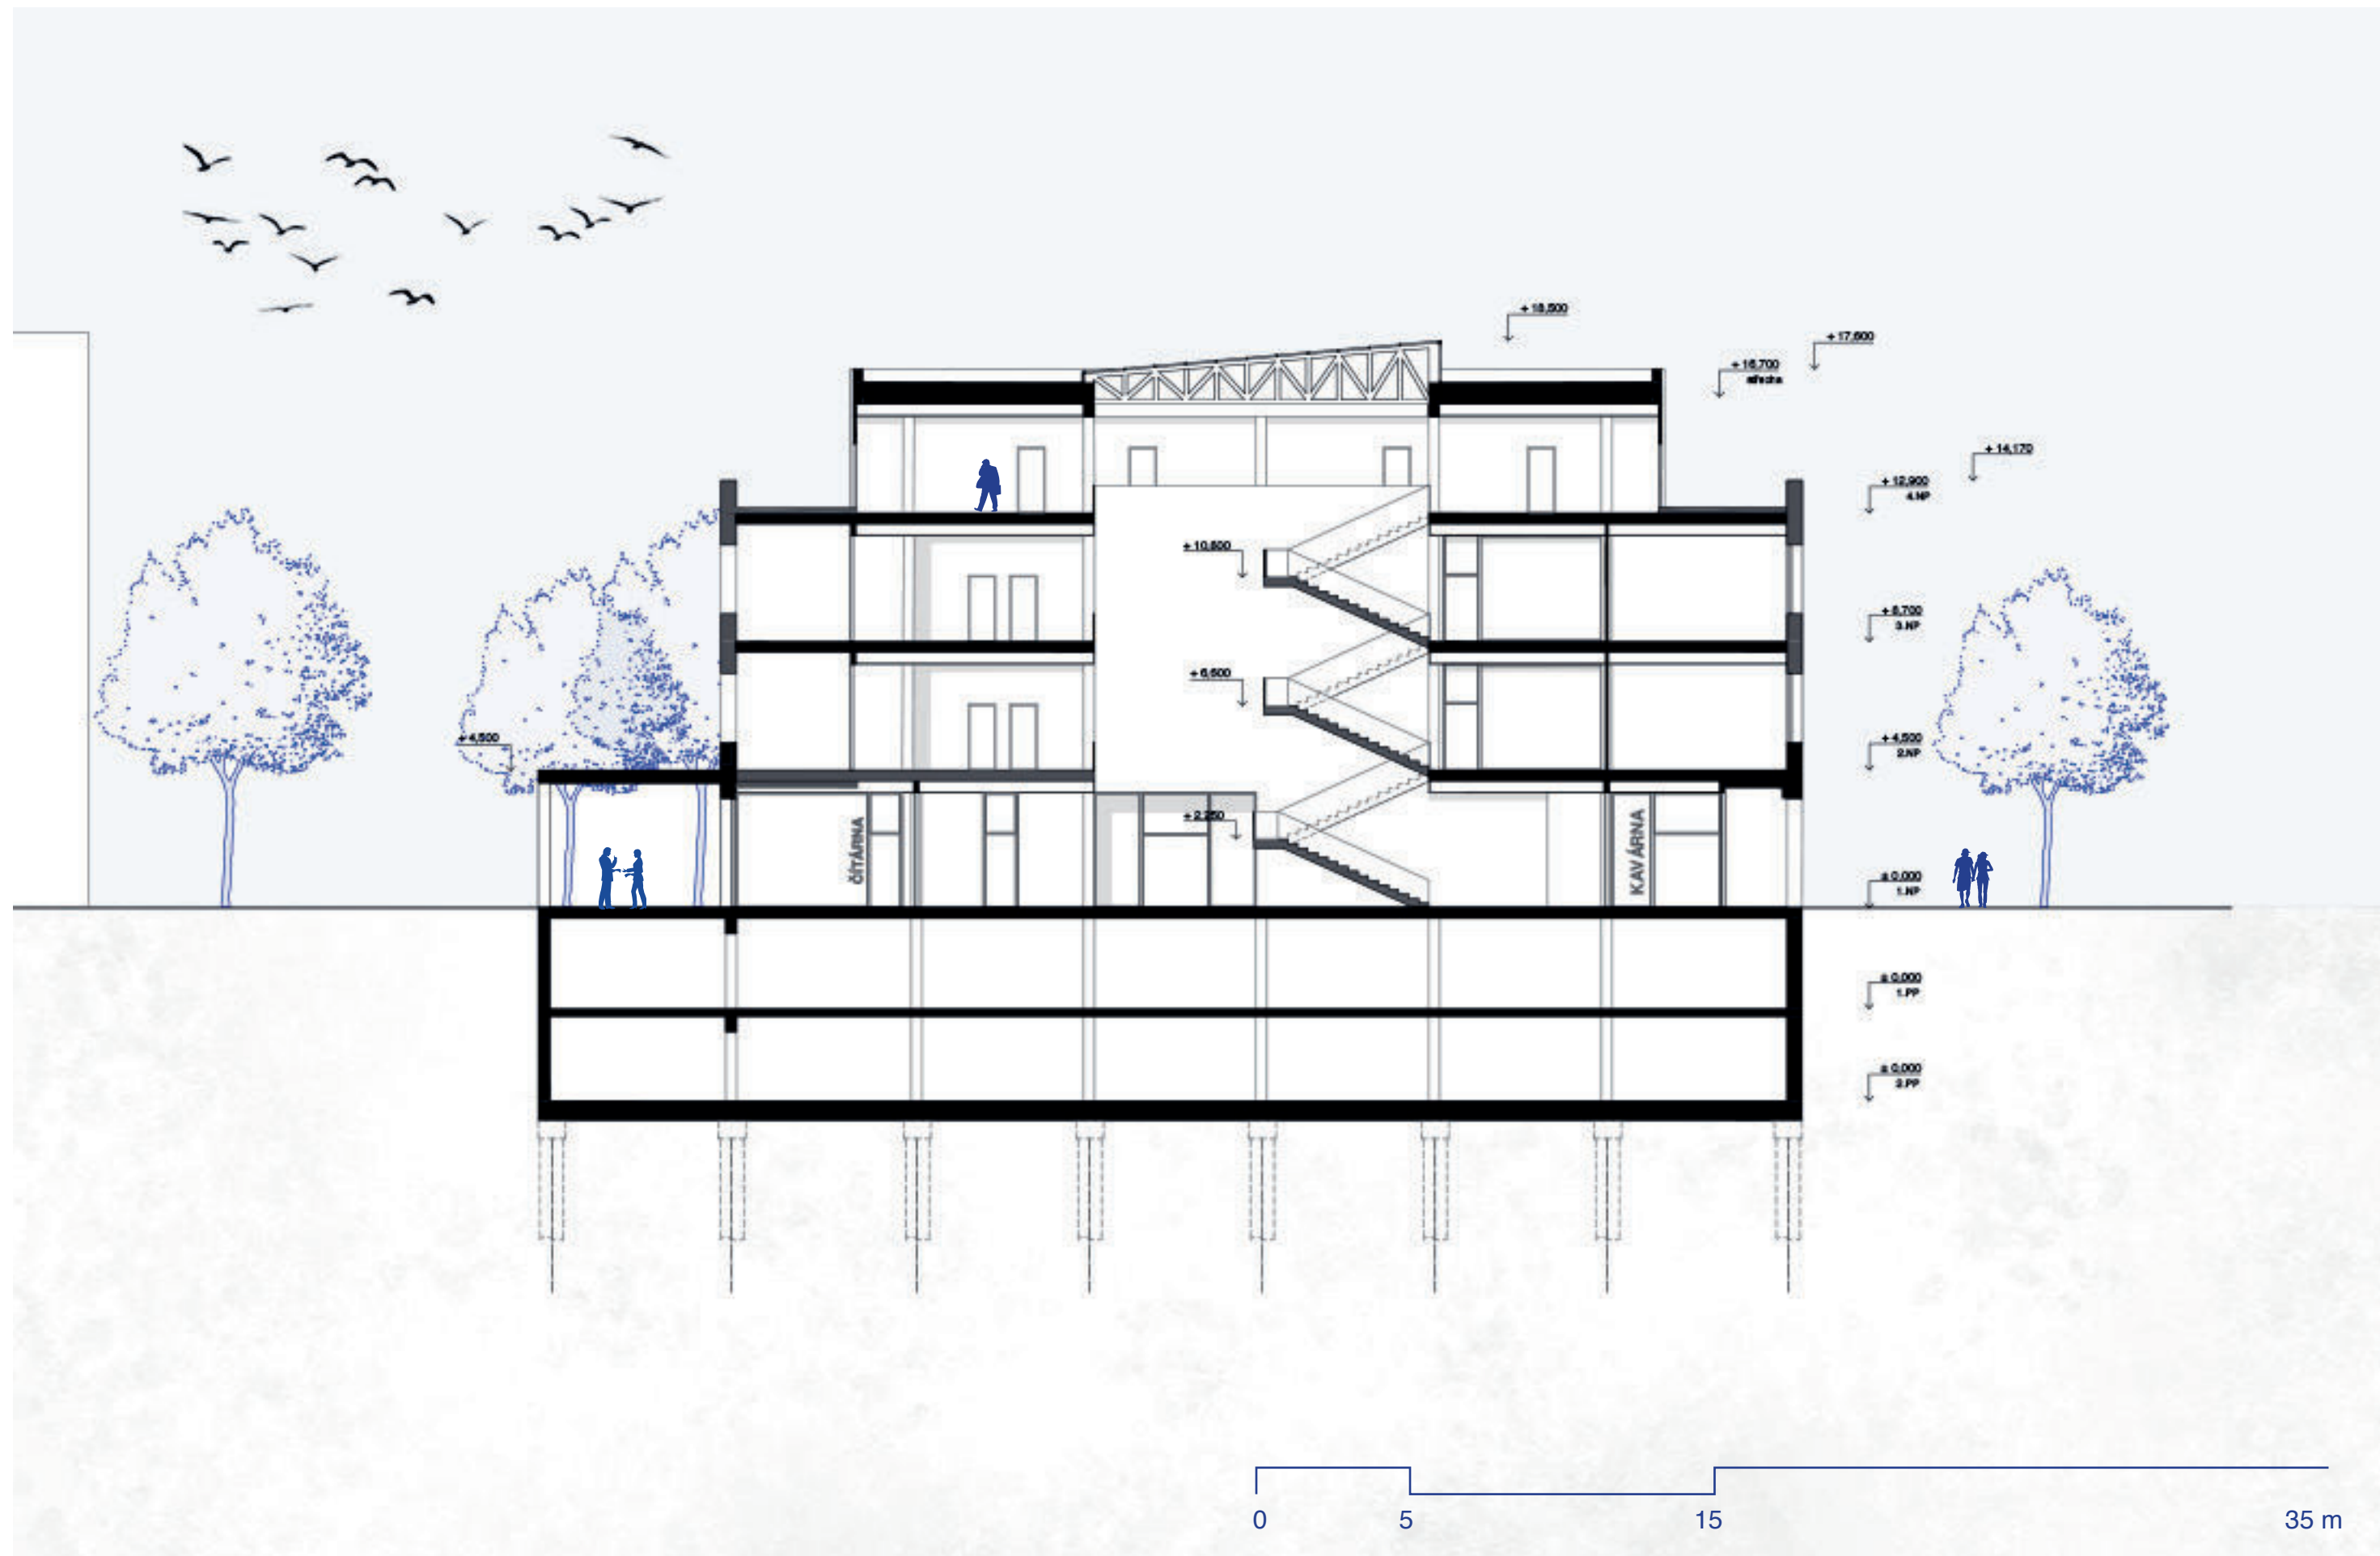 + 18,500
+ 17,600
+ 16,700
střecha
+ 14,170
+ 12,900
4.NP
+ 10,800
+ 8,700
3.NP
+ 6,600
+ 4,500
+ 4,500
2.NP
+ 2,250
ČÍTÁRNA
KAVÁRNA
± 0,000
1.NP
± 0,000
1.PP
± 0,000
2.PP
0 5 15 35 m